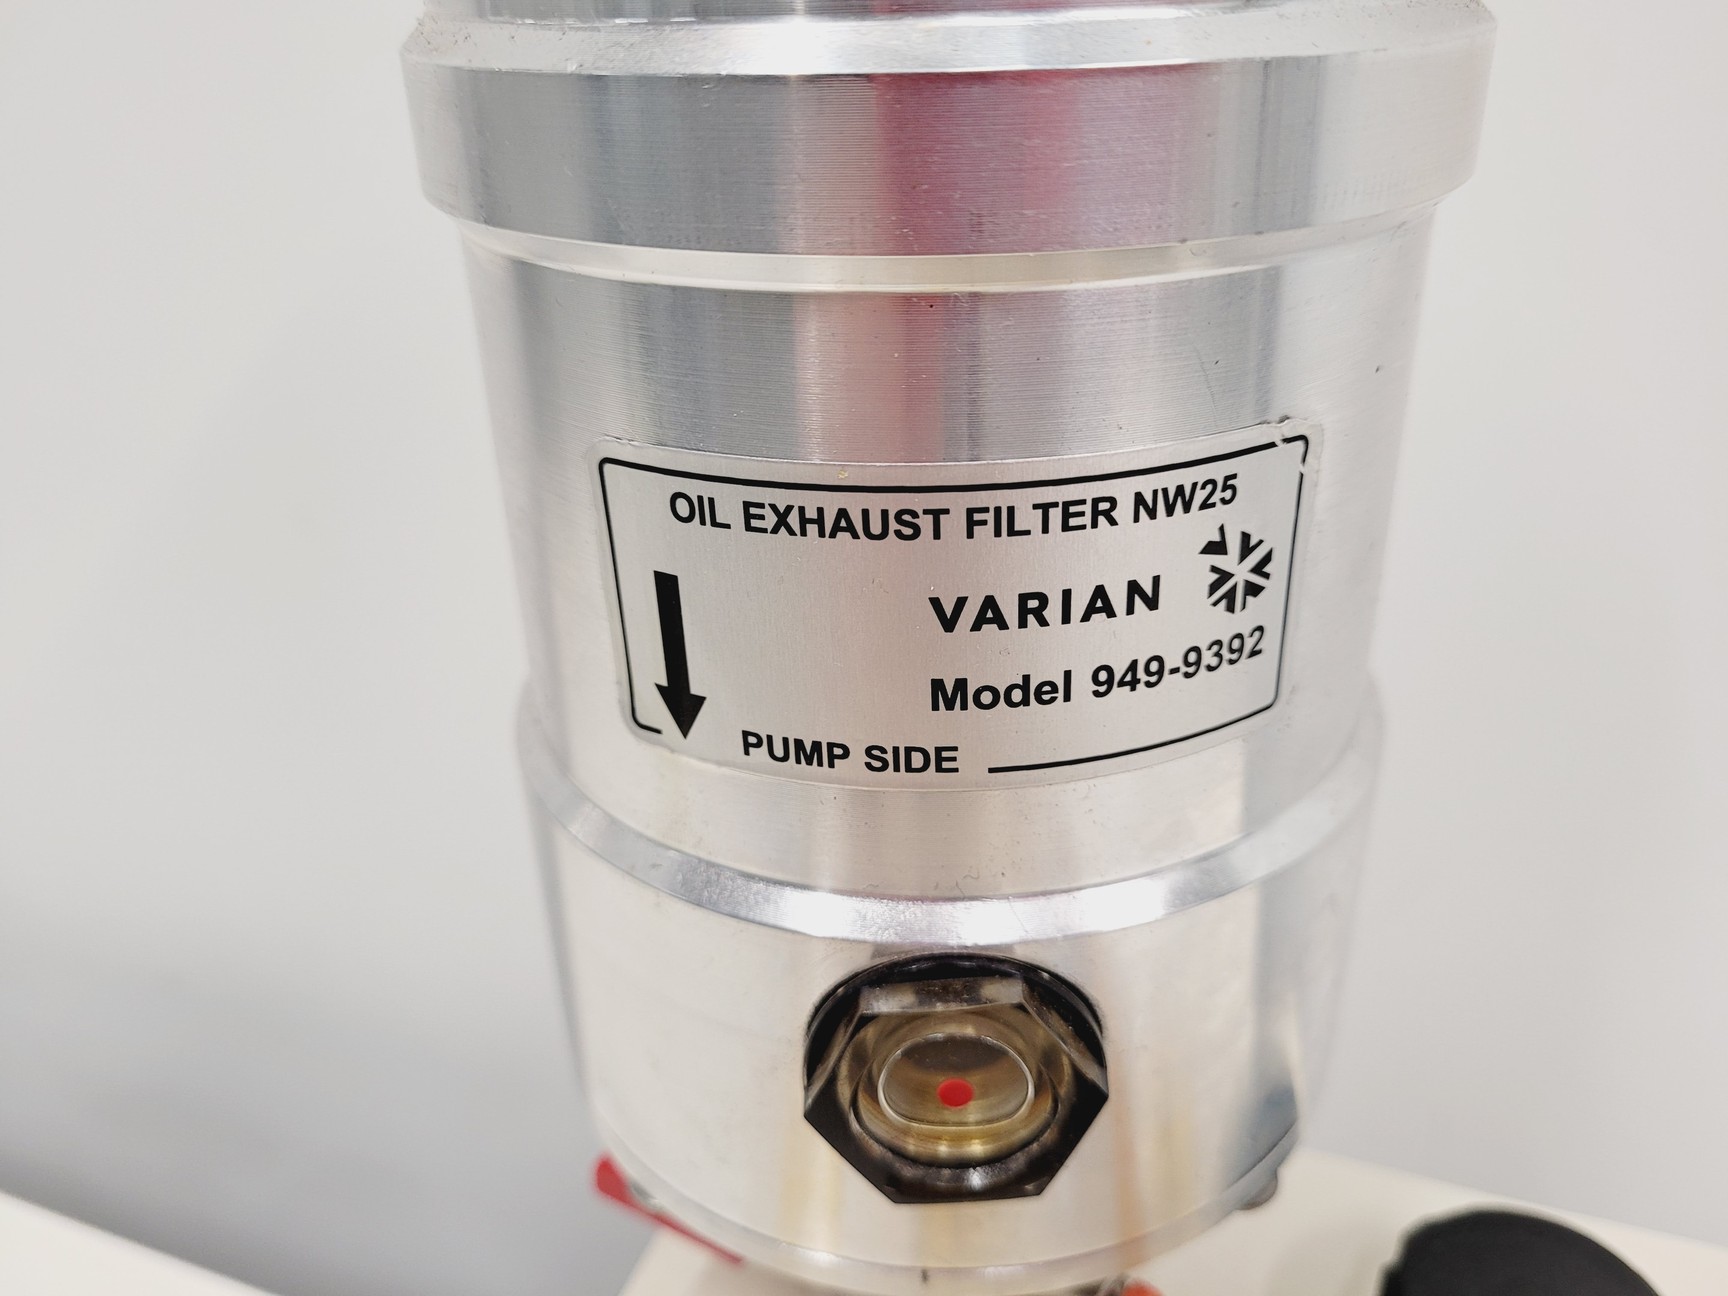 OIL EXHAUST FILTER NW25
VARIAN
Model 949-9392
PUMP SIDE